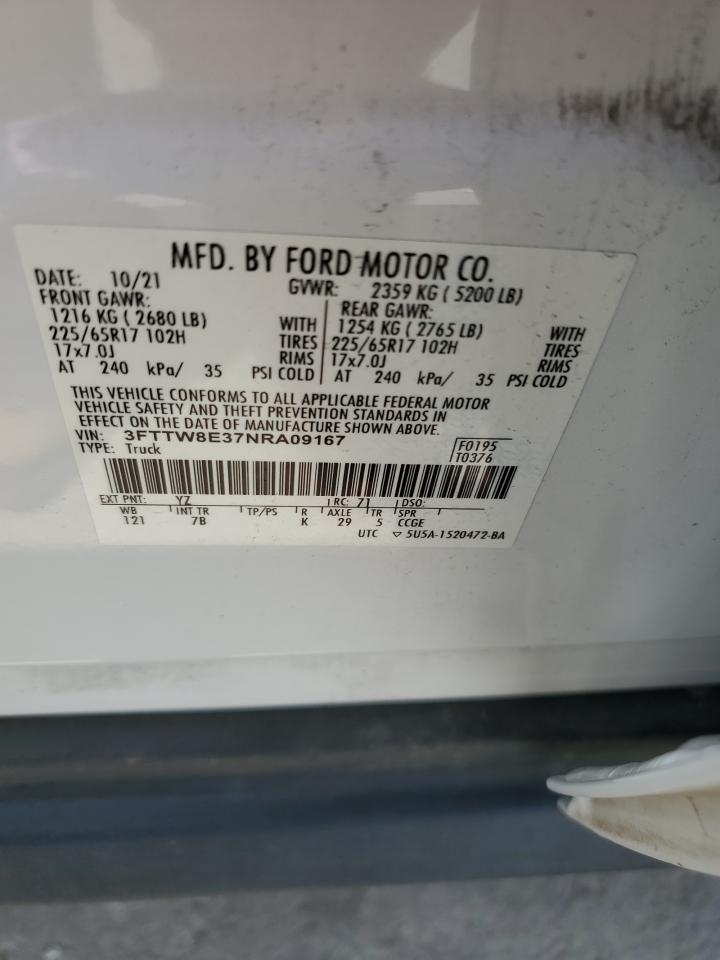 MFD. BY FORD MOTOR CO.
DATE: 10/21 GVWR: 2359 KG ( 5200 LB)
FRONT GAWR: REAR GAWR:
1216 KG ( 2680 LB) WITH 1254 KG ( 2765 LB) WITH
225/65R17 102H TIRES 225/65R17 102H TIRES
17x7.0J RIMS 17x7.0J RIMS
AT 240 kPa/ 35 PSI COLD AT 240 kPa/ 35 PSI COLD
THIS VEHICLE CONFORMS TO ALL APPLICABLE FEDERAL MOTOR
VEHICLE SAFETY AND THEFT PREVENTION STANDARDS IN
EFFECT ON THE DATE OF MANUFACTURE SHOWN ABOVE.
VIN: 3FTTW8E37NRA09167 F0195
TYPE: Truck T0376
EXT PNT: YZ RC: 71 DSO:
WB INT TR TP/PS R AXLE TR SPR
121 7B K 29 5 CCGE
UTC ▽ 5U5A-1520472-BA